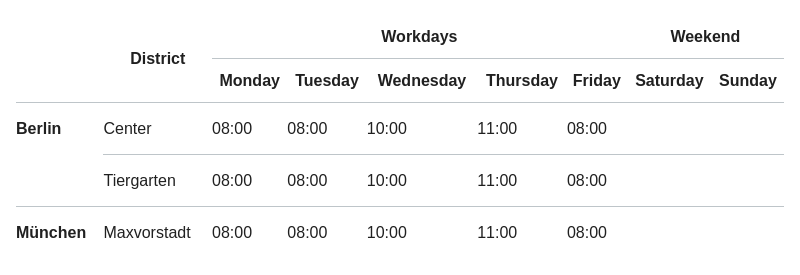 Workdays Weekend
District
Monday Tuesday Wednesday Thursday Friday Saturday Sunday
Berlin Center 08:00 08:00 10:00 11:00 08:00
Tiergarten 08:00 08:00 10:00 11:00 08:00
München Maxvorstadt 08:00 08:00 10:00 11:00 08:00